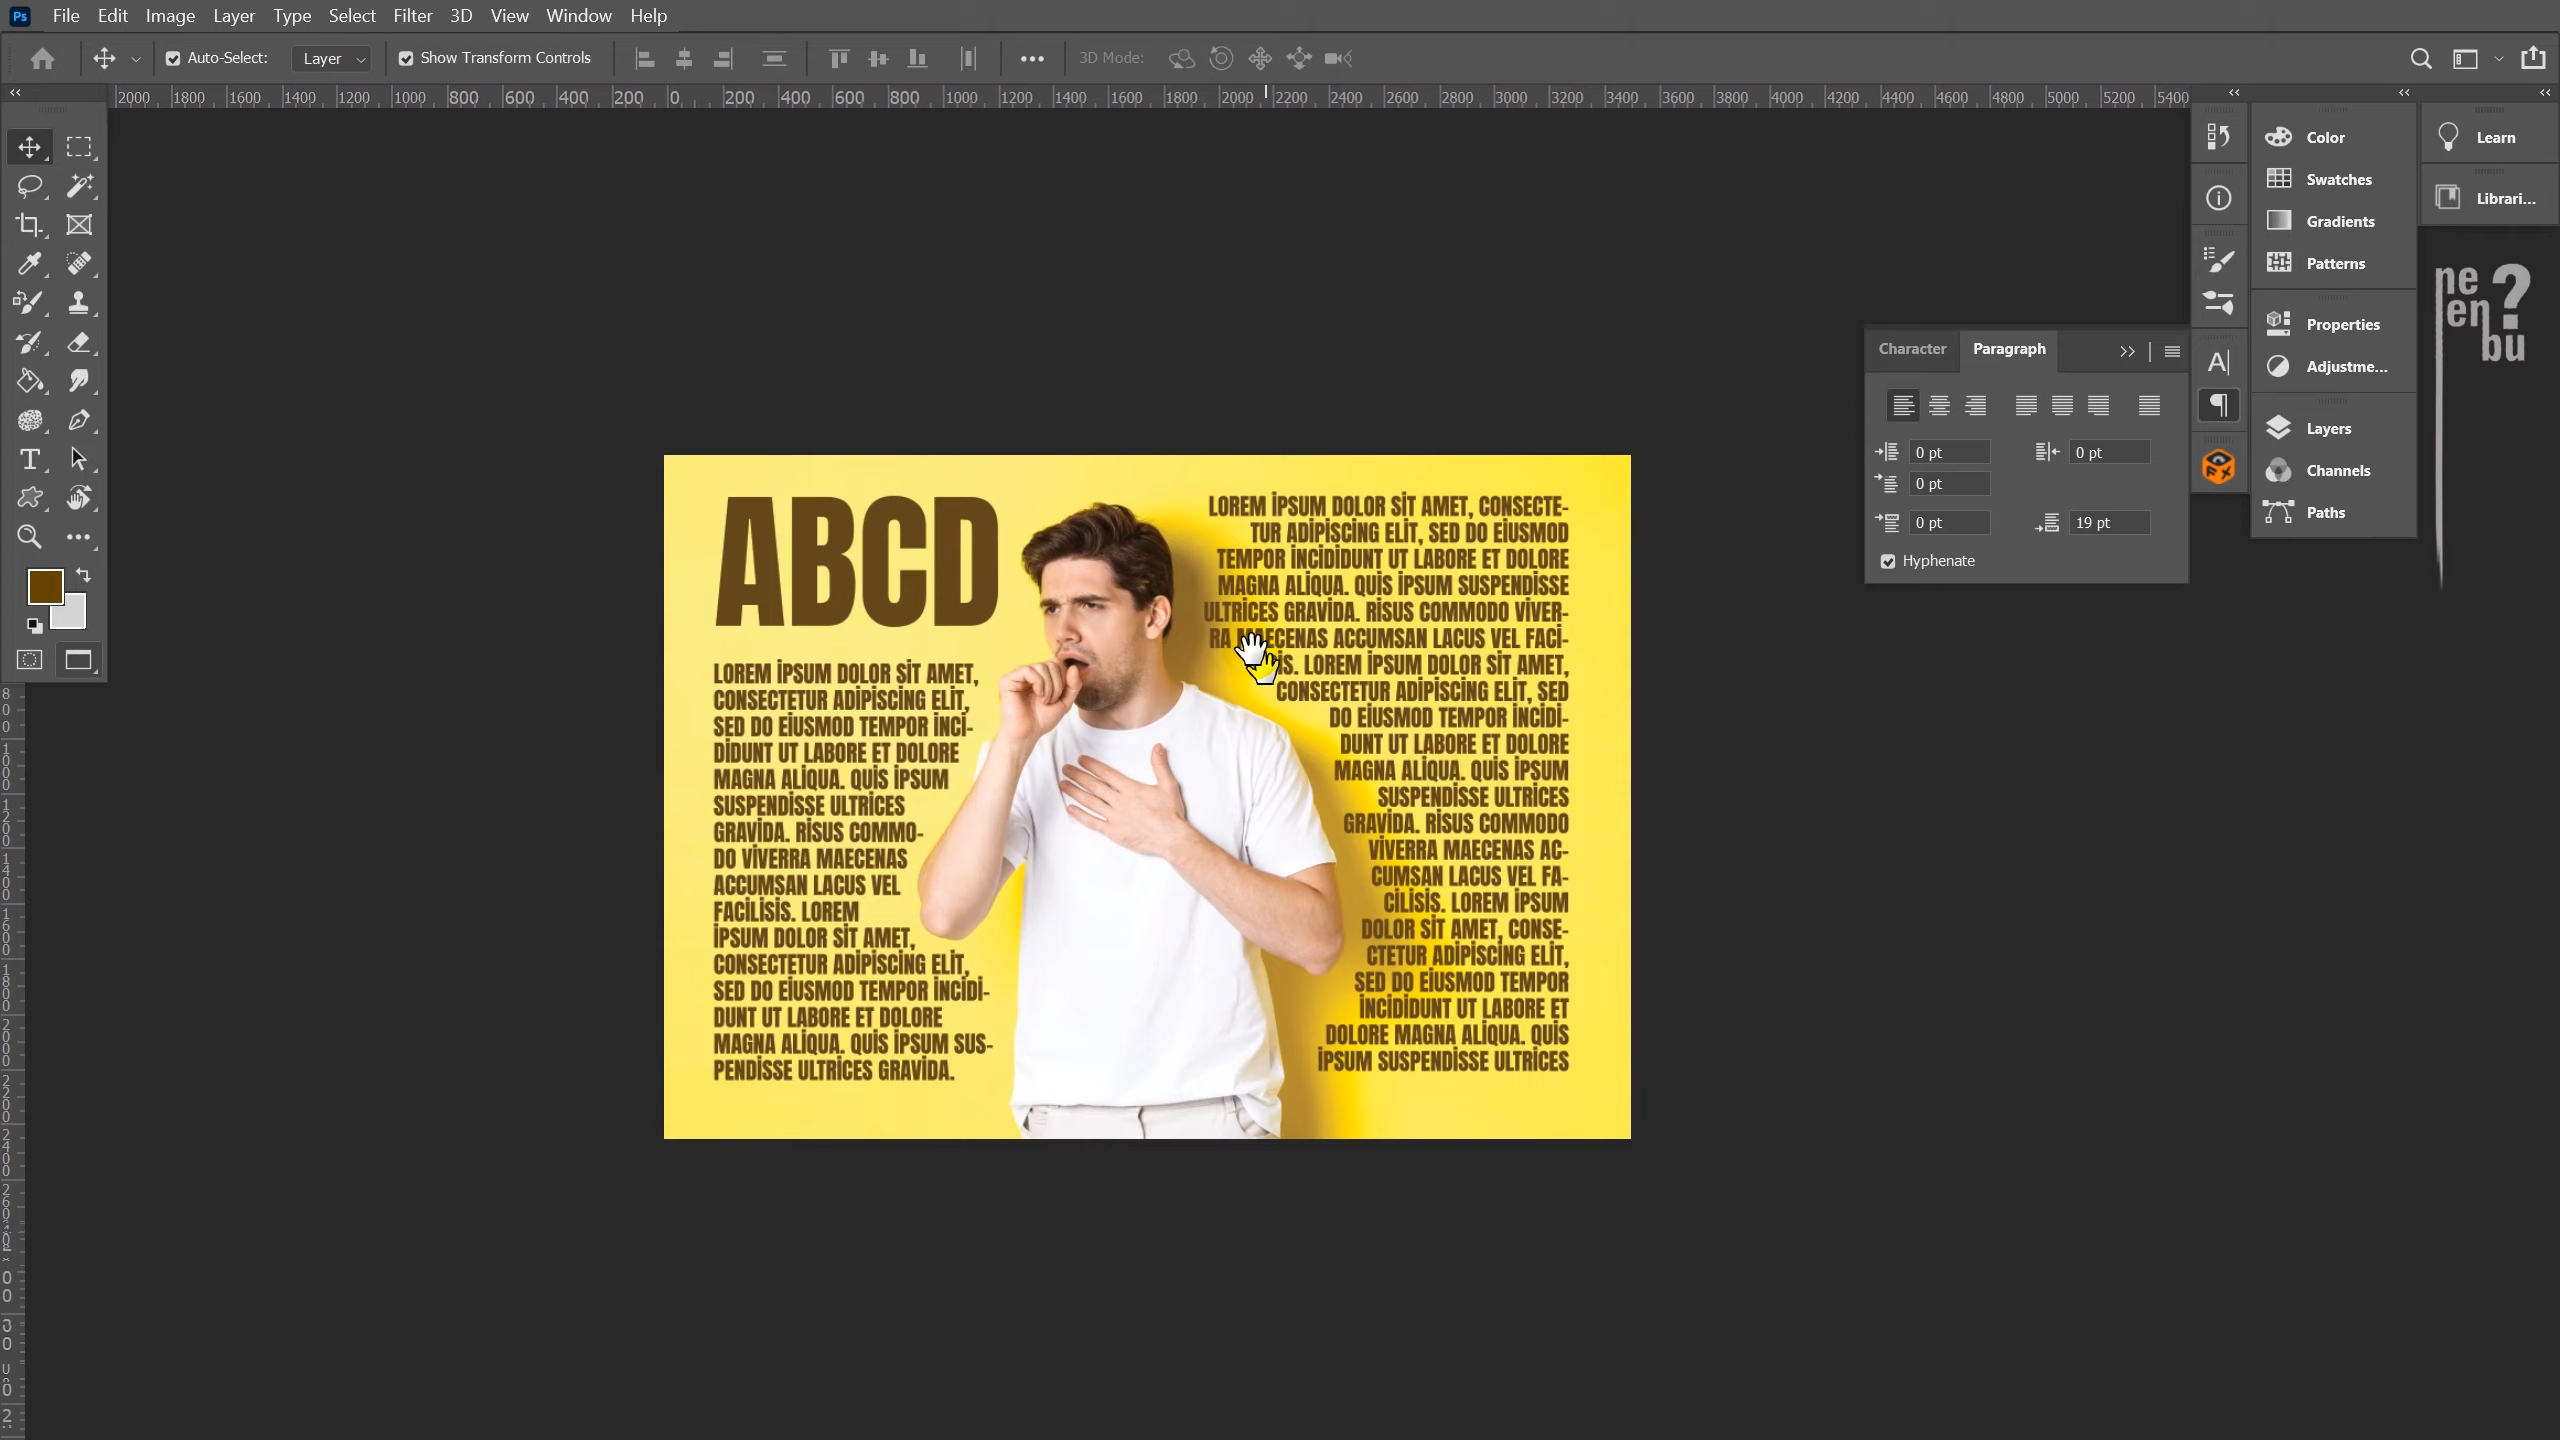 Ps File Edit Image Layer Type Select Filter 3D View Window Help
Auto-Select: Layer Show Transform Controls 3D Mode:
2000 1800 1600 1400 1200 1000 800 600 400 200 0 200 400 600 800 1000 1200 1400 1600 1800 2000 2200 2400 2600 2800 3000 3200 3400 3600 3800 4000 4200 4400 4600 4800 5000 5200 5400
Color
Swatches
Gradients
Patterns
Properties
Adjustme...
Layers
Channels
Paths
Learn
Librari...
ne
en
bu
?
Character Paragraph
0 pt 0 pt
0 pt
0 pt 19 pt
Hyphenate
ABCD
LOREM İPSUM DOLOR SİT AMET,
CONSECTETUR ADİPİSCİNG ELİT,
SED DO EİUSMOD TEMPOR İNCİ-
DİDUNT UT LABORE ET DOLORE
MAGNA ALİQUA. QUİS İPSUM
SUSPENDİSSE ULTRİCES
GRAVİDA. RİSUS COMMO-
DO VİVERRA MAECENAS
ACCUMSAN LACUS VEL
FACİLİSİS. LOREM
İPSUM DOLOR SİT AMET,
CONSECTETUR ADİPİSCİNG ELİT,
SED DO EİUSMOD TEMPOR İNCİDİ-
DUNT UT LABORE ET DOLORE
MAGNA ALİQUA. QUİS İPSUM SUS-
PENDİSSE ULTRİCES GRAVİDA.
LOREM İPSUM DOLOR SİT AMET, CONSECTE-
TUR ADİPİSCİNG ELİT, SED DO EİUSMOD
TEMPOR İNCİDİDUNT UT LABORE ET DOLORE
MAGNA ALİQUA. QUİS İPSUM SUSPENDİSSE
ULTRİCES GRAVİDA. RİSUS COMMODO VİVER-
RA MAECENAS ACCUMSAN LACUS VEL FACİ-
İS. LOREM İPSUM DOLOR SİT AMET,
CONSECTETUR ADİPİSCİNG ELİT, SED
DO EİUSMOD TEMPOR İNCİDİ-
DUNT UT LABORE ET DOLORE
MAGNA ALİQUA. QUİS İPSUM
SUSPENDİSSE ULTRİCES
GRAVİDA. RİSUS COMMODO
VİVERRA MAECENAS AC-
CUMSAN LACUS VEL FA-
CİLİSİS. LOREM İPSUM
DOLOR SİT AMET, CONSE-
CTETUR ADİPİSCİNG ELİT,
SED DO EİUSMOD TEMPOR
İNCİDİDUNT UT LABORE ET
DOLORE MAGNA ALİQUA. QUİS
İPSUM SUSPENDİSSE ULTRİCES